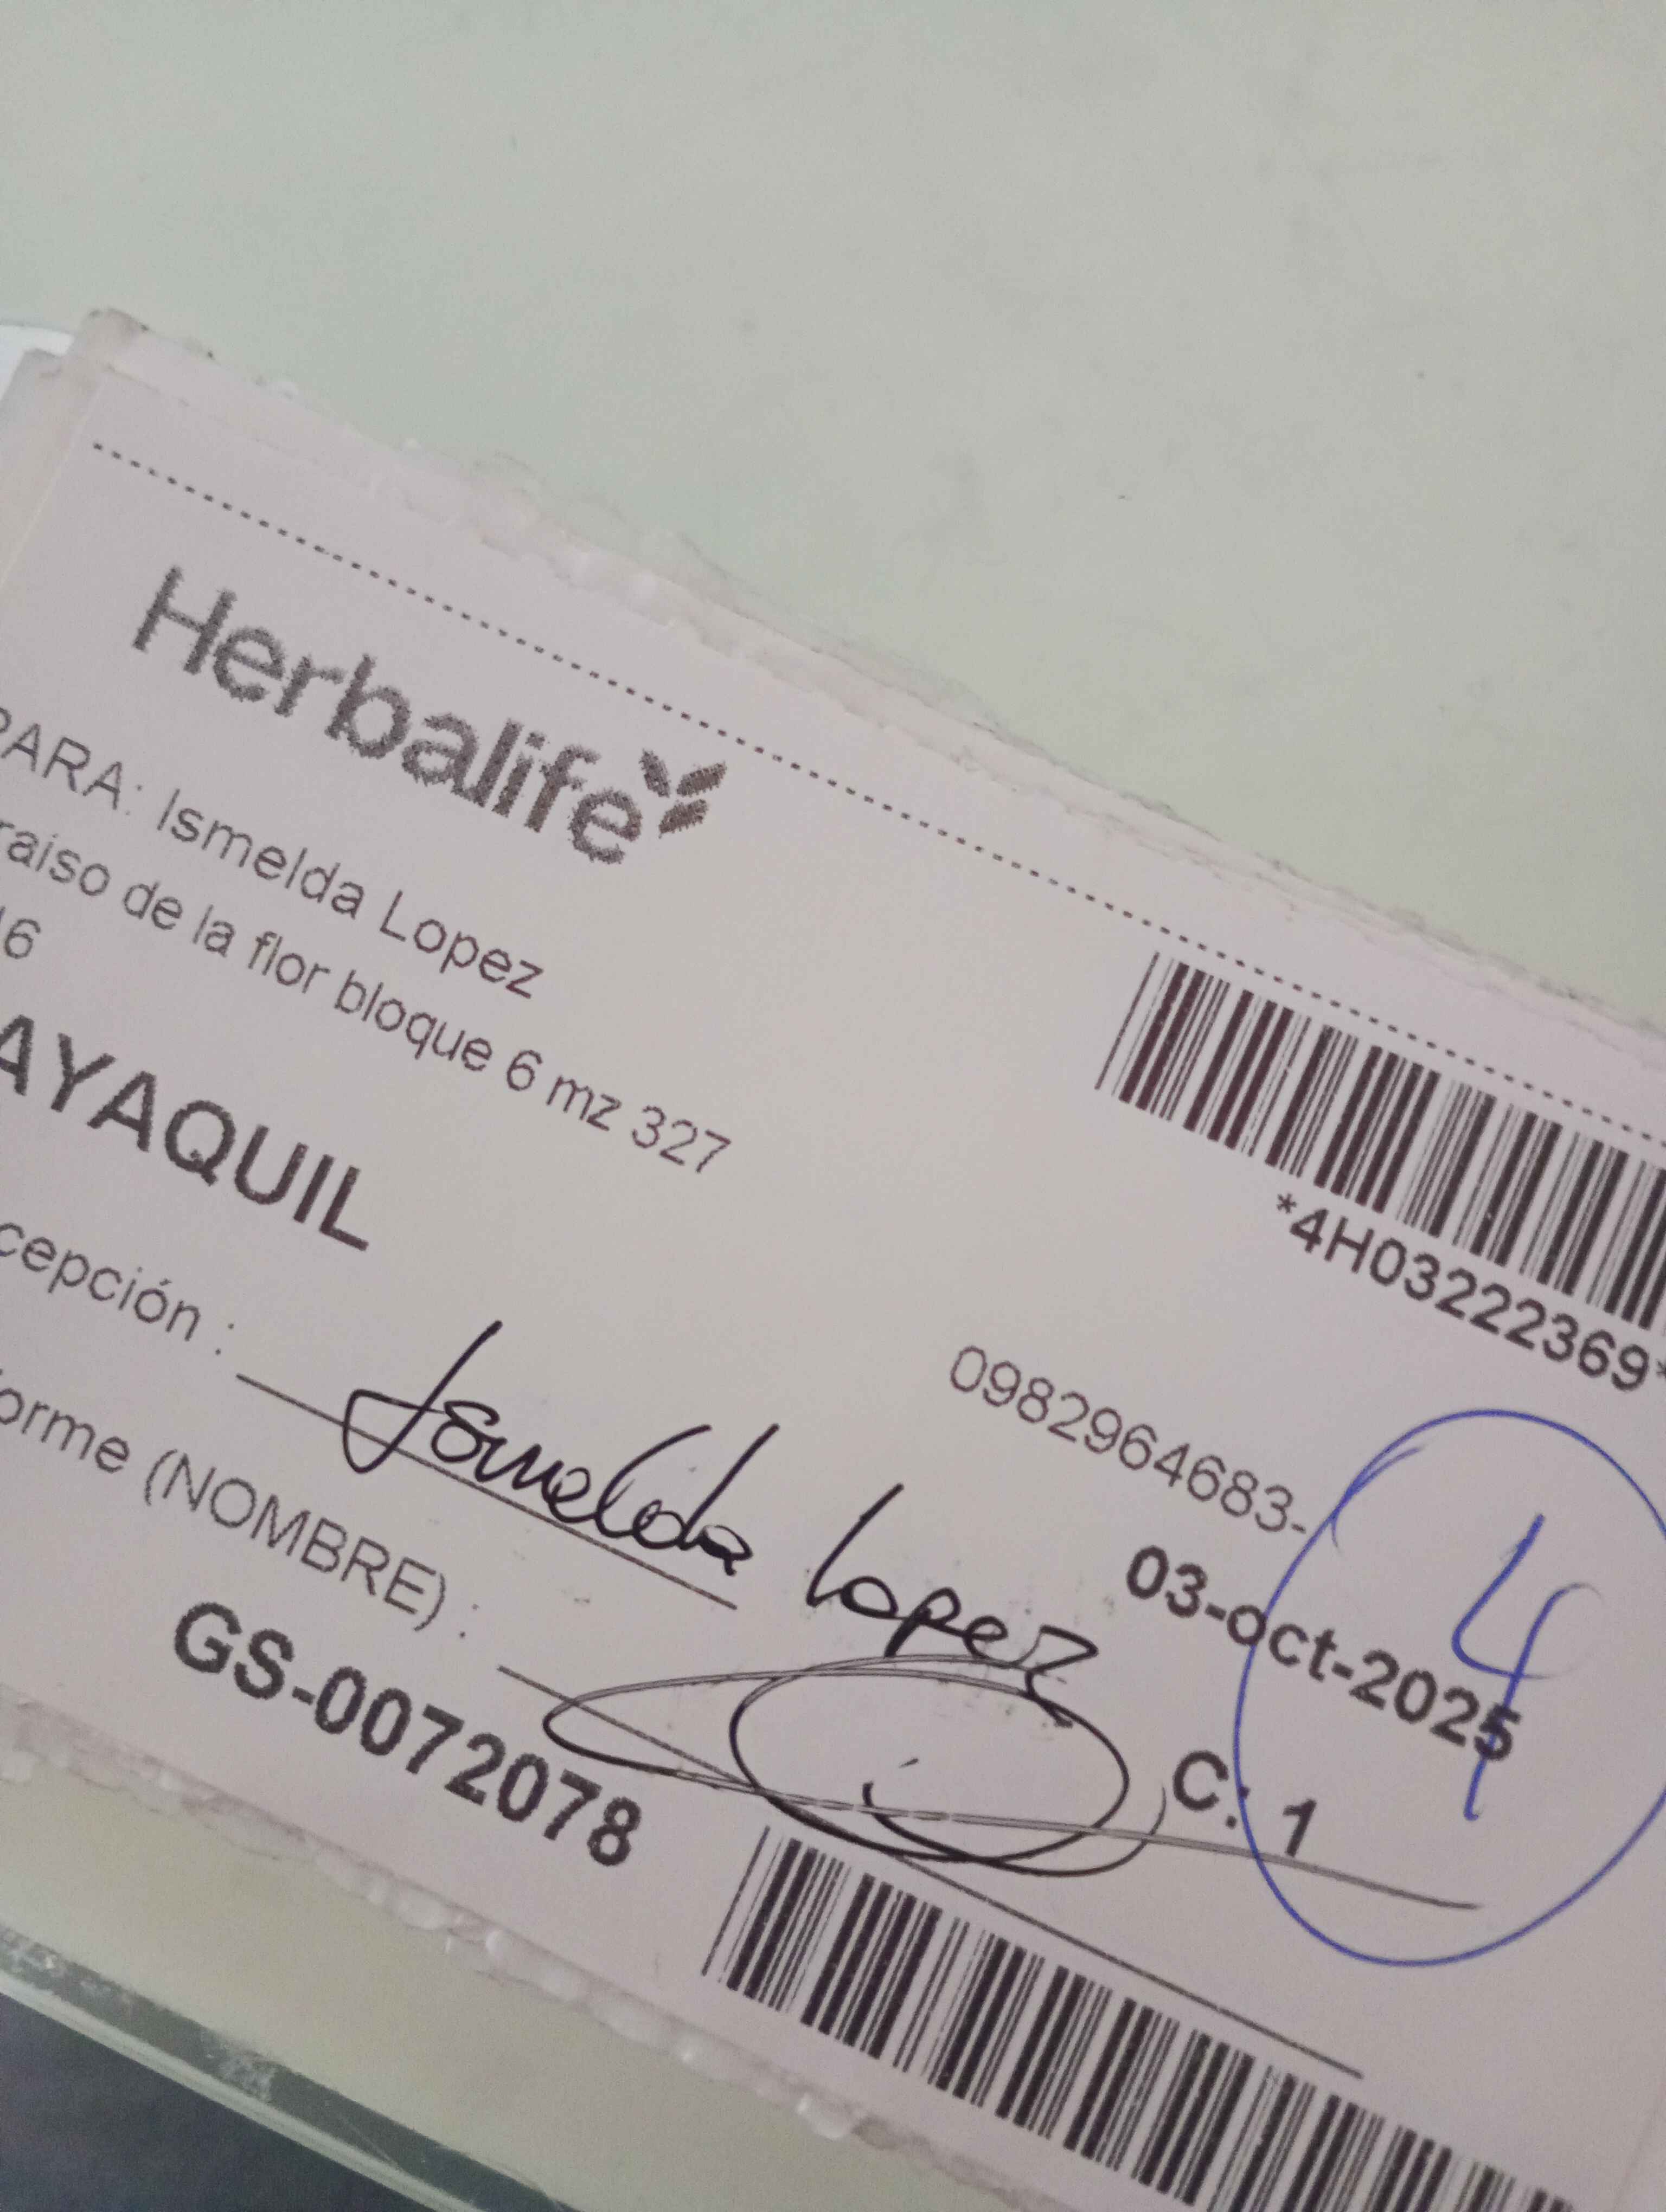 Herbalife
PARA: Ismelda Lopez
raiso de la flor bloque 6 mz 327
16
AYAQUIL
*4H03222369*
0982964683-
03-oct-2025
4
C: 1
cepción :
Ismelda Lopez
forme (NOMBRE) :
GS-0072078